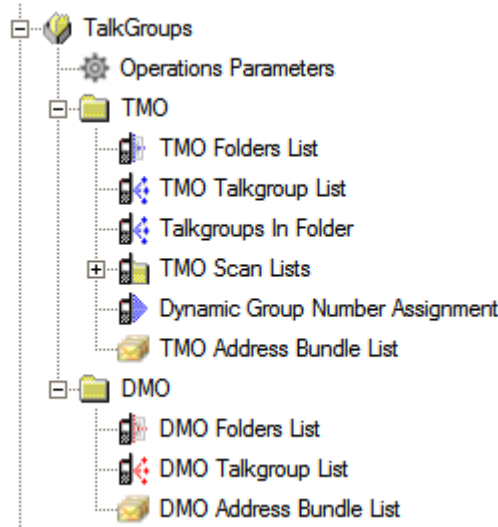 TalkGroups
Operations Parameters
TMO
TMO Folders List
TMO Talkgroup List
Talkgroups In Folder
TMO Scan Lists
Dynamic Group Number Assignment
TMO Address Bundle List
DMO
DMO Folders List
DMO Talkgroup List
DMO Address Bundle List